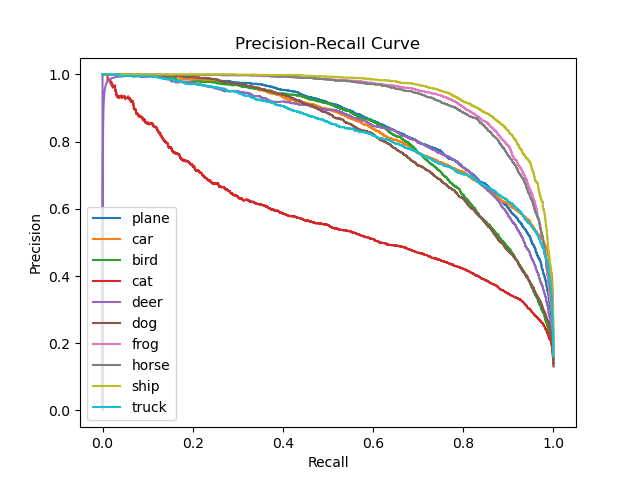 Precision-Recall Curve
1.0
0.8
0.6
0.4
0.2
0.0
Precision
plane
car
bird
cat
deer
dog
frog
horse
ship
truck
0.0 0.2 0.4 0.6 0.8 1.0
Recall